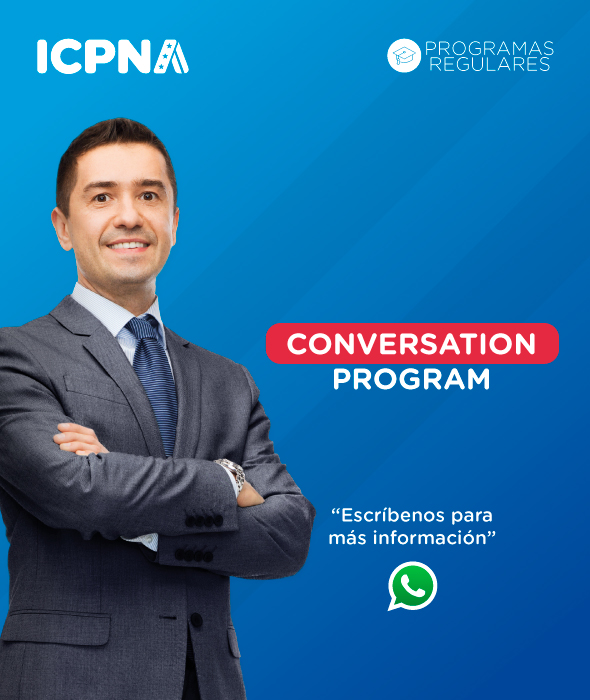 ICPNA
PROGRAMAS
REGULARES
CONVERSATION
PROGRAM
“Escríbenos para
más información”